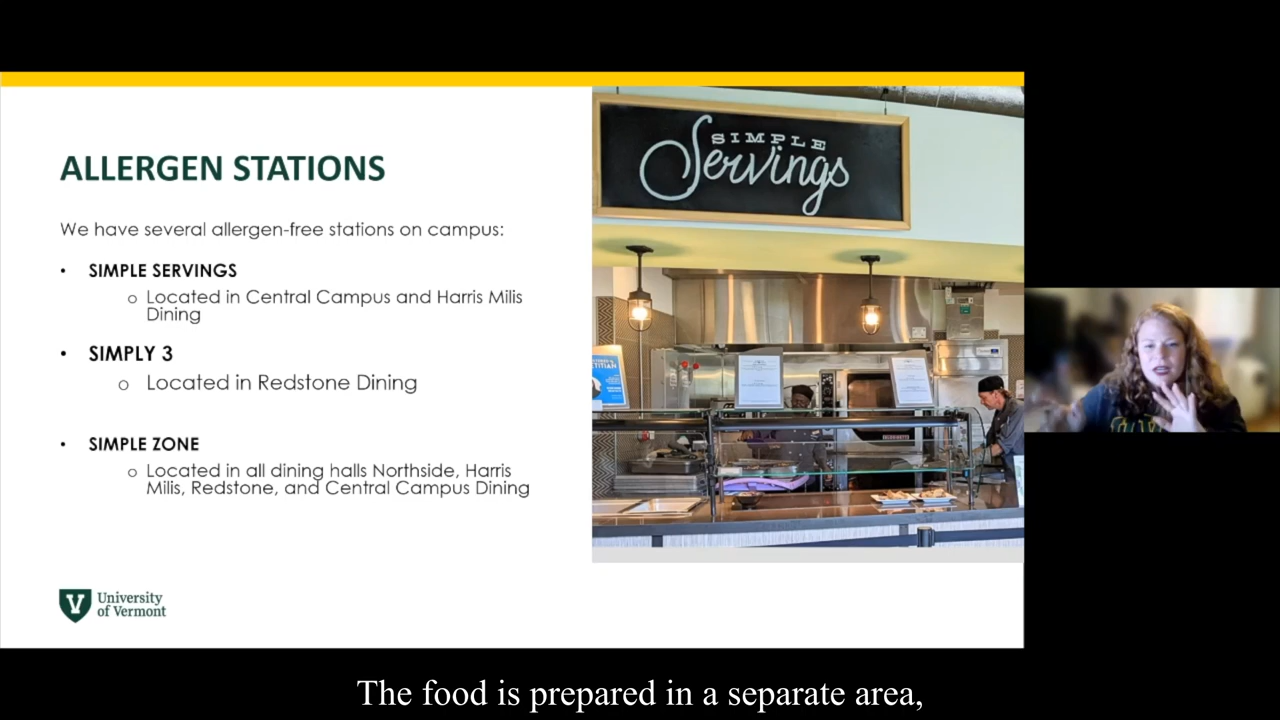 ALLERGEN STATIONS
We have several allergen-free stations on campus:
• SIMPLE SERVINGS
o Located in Central Campus and Harris Milis
Dining
• SIMPLY 3
o Located in Redstone Dining
• SIMPLE ZONE
o Located in all dining halls Northside, Harris
Milis, Redstone, and Central Campus Dining
University
of Vermont
SIMPLE
Servings
The food is prepared in a separate area,